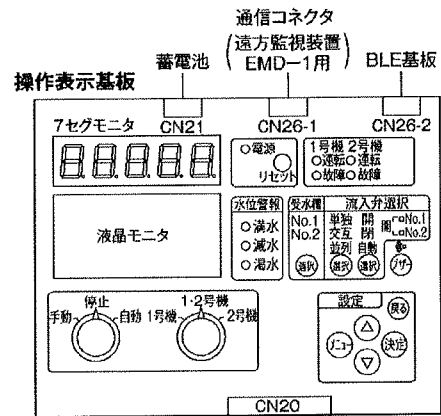 通信コネクタ
(遠方監視装置
EMD-1用)
蓄電池
BLE基板
操作表示基板
7セグモニタ
CN21
CN26-1
CN26-2
電源
リセット
1号機 2号機
運転 運転
故障 故障
液晶モニタ
水位警報
満水
減水
渇水
受水槽
No.1
No.2
選択
流入弁選択
単独 開
交互 閉
並列 自動
選択 選択
開 No.1
No.2
ブザー
停止
手動 自動
1・2号機
1号機 2号機
設定
戻る
メニュー
決定
CN20